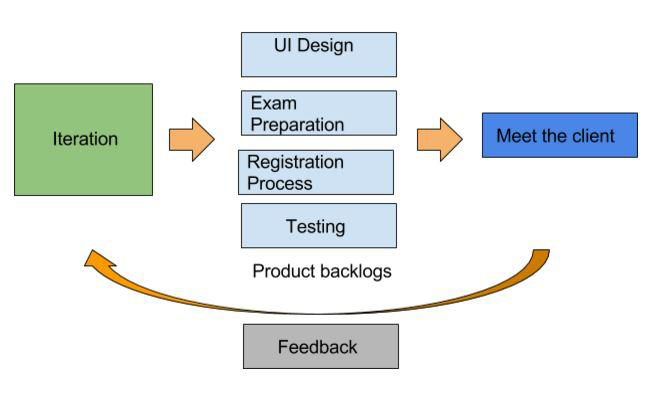 Iteration
UI Design
Exam
Preparation
Registration
Process
Testing
Product backlogs
Meet the client
Feedback